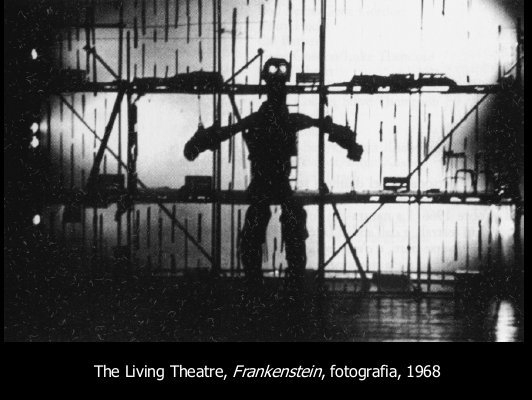 The Living Theatre, Frankenstein, fotografia, 1968